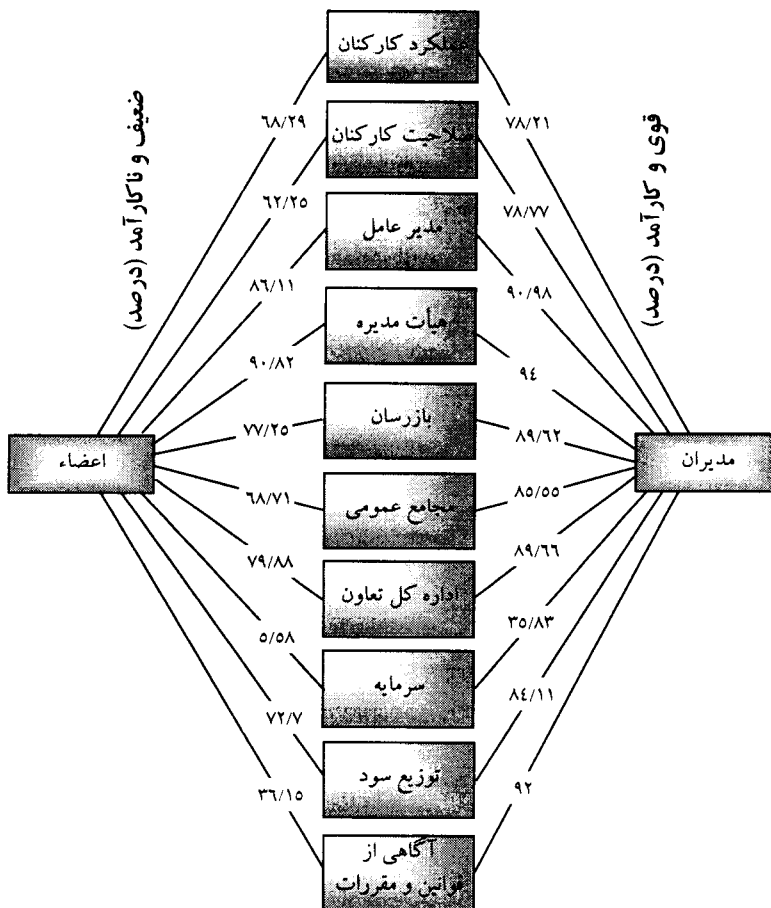 عملکرد کارکنان
۶۸/۲۹
۷۸/۲۱
ضعیف و ناکارآمد (درصد)
قوی و کارآمد (درصد)
صلاحیت کارکنان
۶۲/۲۵
۷۸/۷۷
مدیر عامل
۸۶/۱۱
۹۰/۹۸
هیأت مدیره
۹۰/۸۲
۹٤
بازرسان
۷۷/۲۵
۸۹/۶۲
اعضاء
مدیران
مجامع عمومی
۶۸/۷۱
۸۵/۵۵
اداره کل تعاون
۷۹/۸۸
۸۹/۶۶
سرمایه
۵/۵۸
۳۵/۸۳
توزیع سود
۷۲/۷
۸٤/۱۱
آگاهی از
قوانین و مقررات
۳۶/۱۵
۹۲